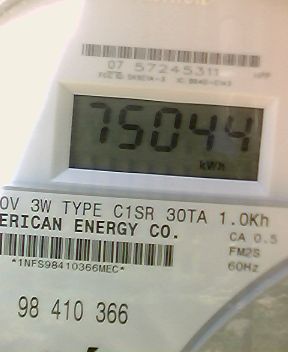 07 57245311
75044
kWh
0V 3W TYPE C1SR 30TA 1.0Kh
ERICAN ENERGY CO.
CA 0.5
FM2S
*1NFS98410366MEC*
60Hz
98 410 366